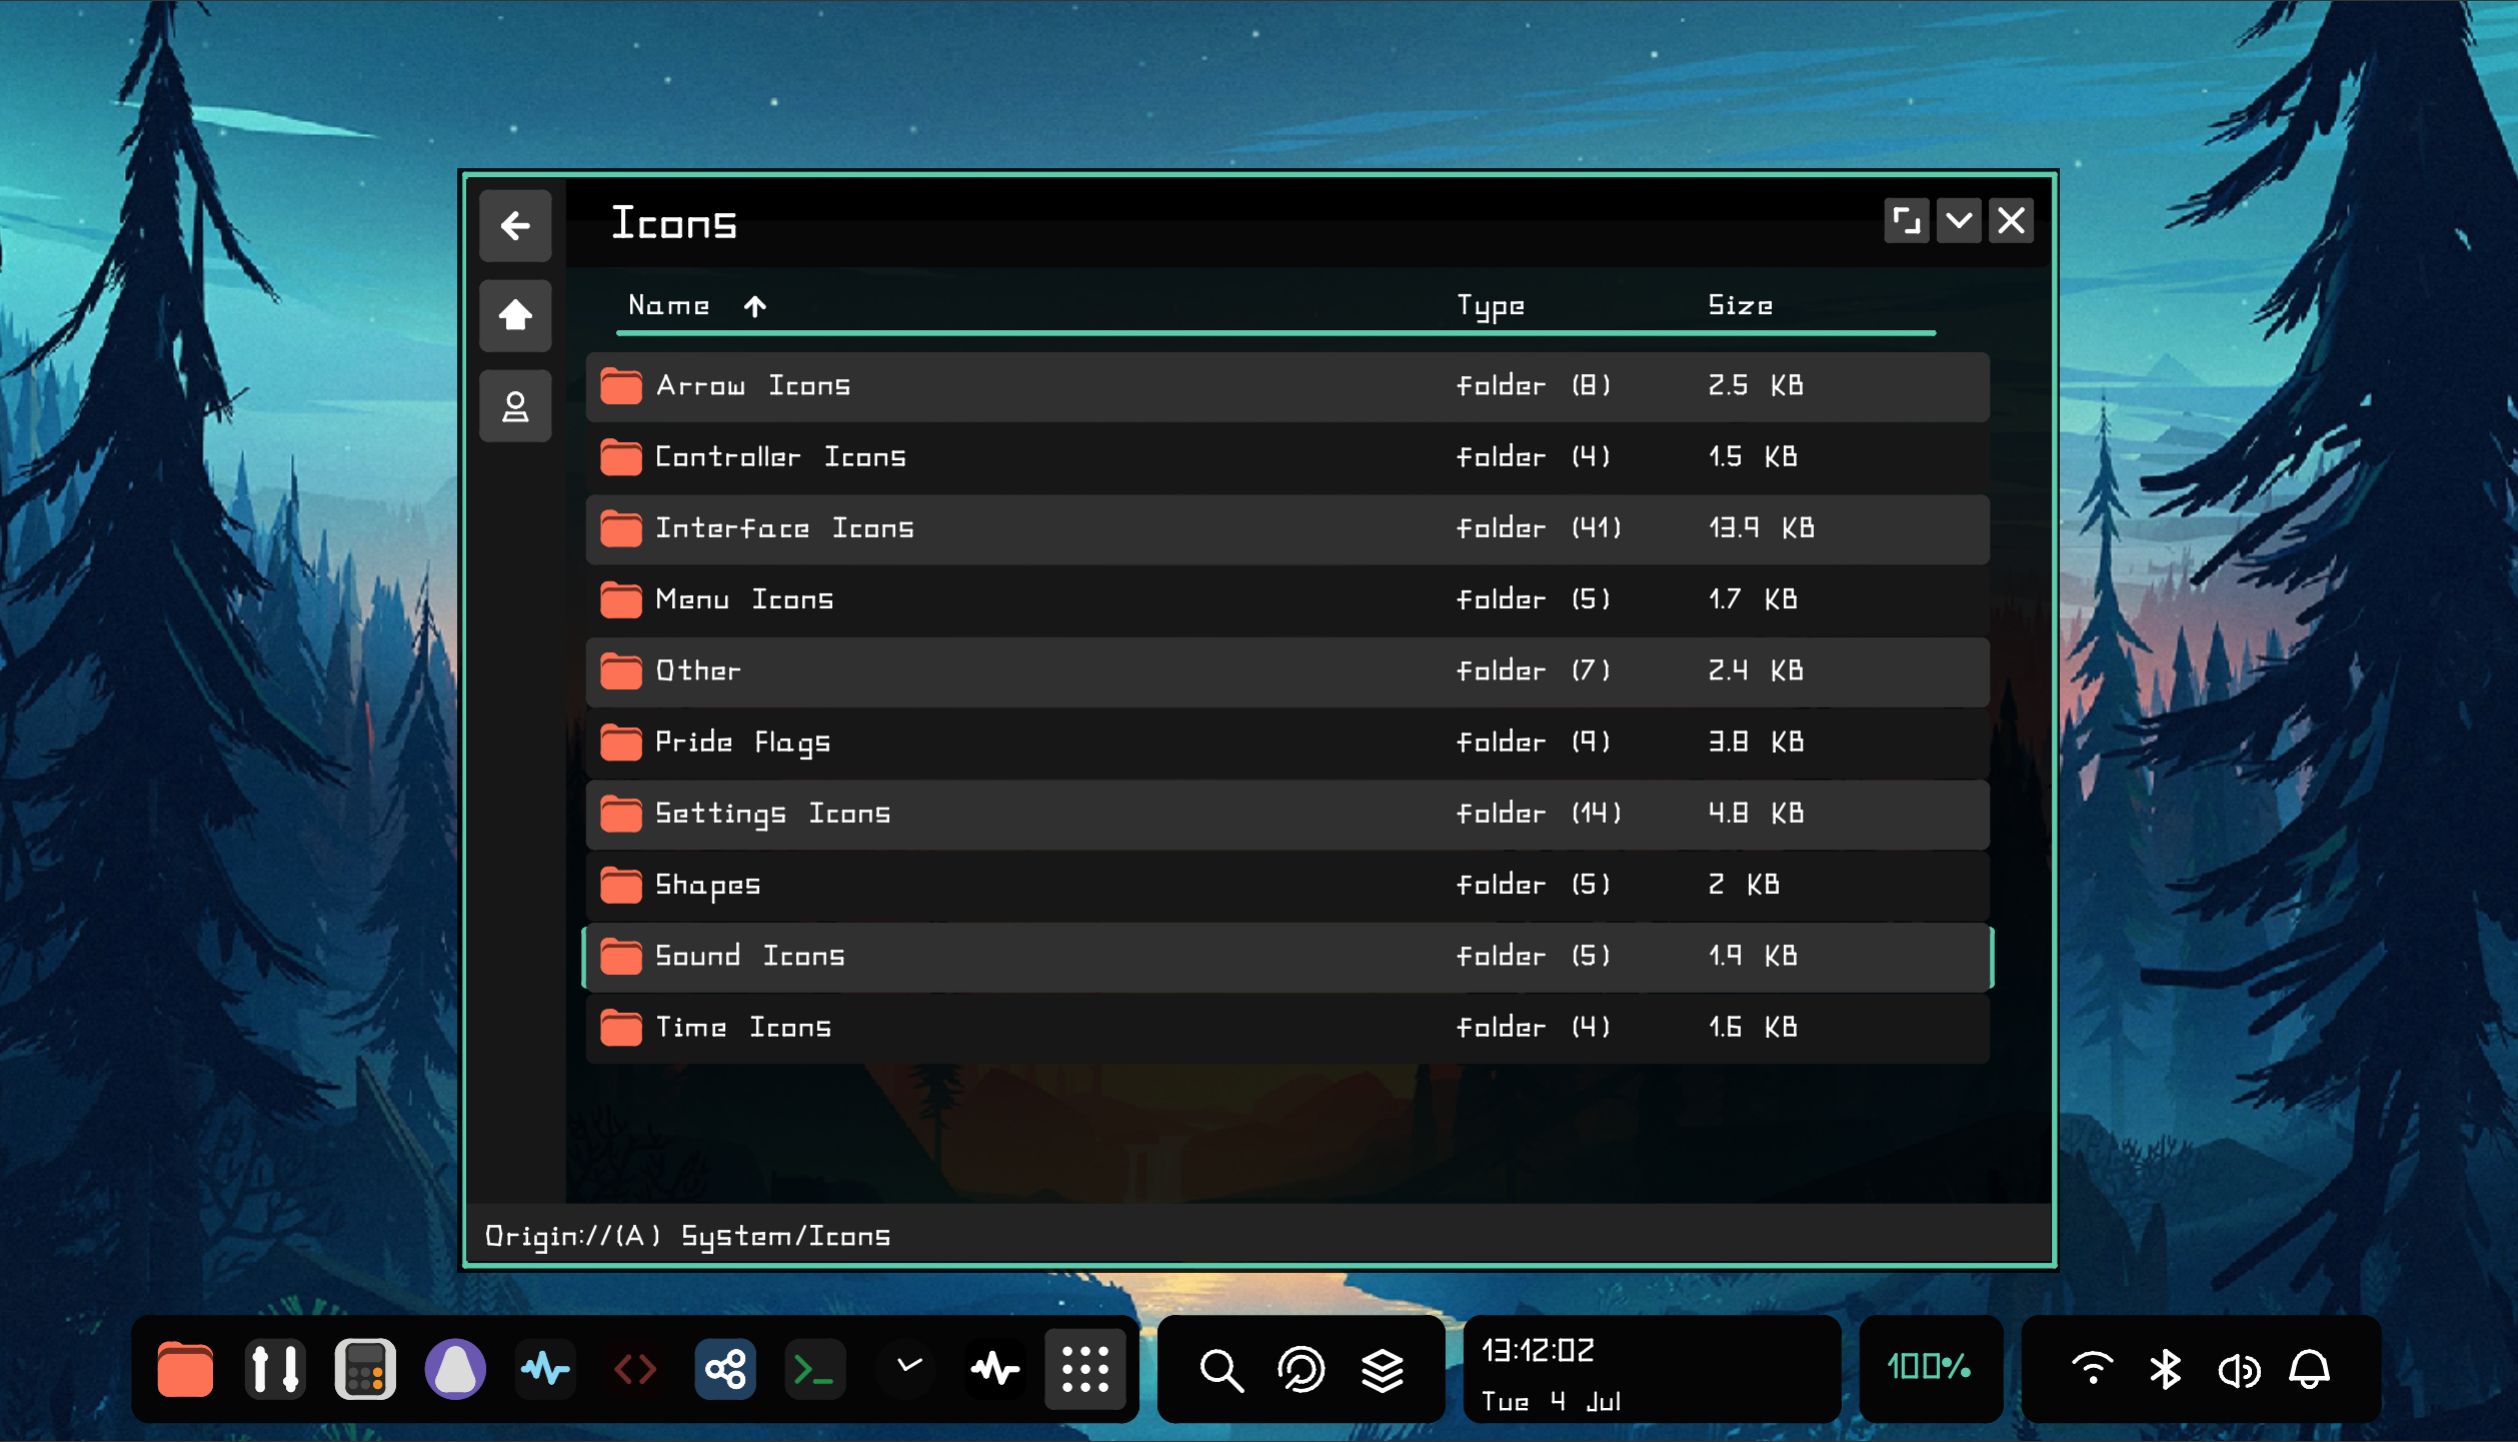 Icons
Name Type Size
Arrow Icons folder (8) 2.5 KB
Controller Icons folder (4) 1.5 KB
Interface Icons folder (41) 13.9 KB
Menu Icons folder (5) 1.7 KB
Other folder (7) 2.4 KB
Pride Flags folder (9) 3.8 KB
Settings Icons folder (14) 4.8 KB
Shapes folder (5) 2 KB
Sound Icons folder (5) 1.9 KB
Time Icons folder (4) 1.6 KB
Origin://(A) System/Icons
13:12:02
Tue 4 Jul
100%